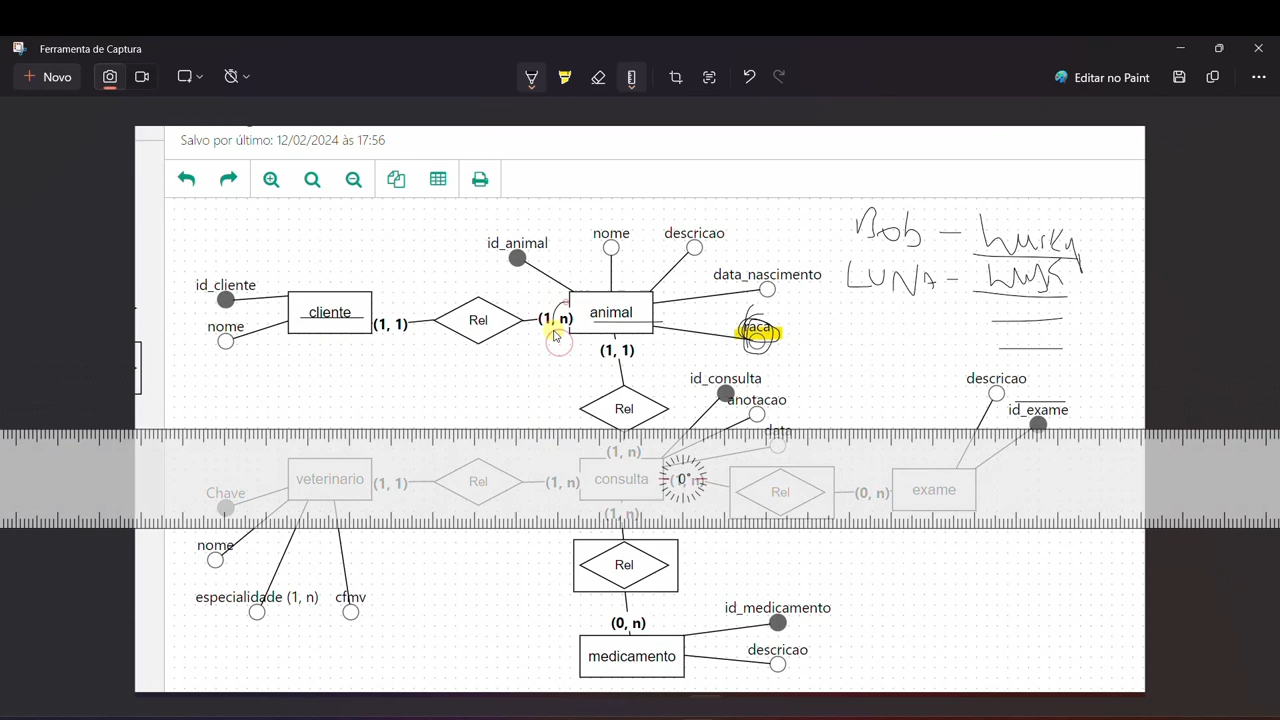 Ferramenta de Captura
Novo
Editar no Paint
Salvo por último: 12/02/2024 às 17:56
Bob - husky
LUNA -
id_animal
nome
descricao
data_nascimento
id_cliente
nome
cliente
(1, 1)
Rel
(1, n)
animal
raca
(1, 1)
Rel
id_consulta
anotacao
data
descricao
id_exame
(1, n)
Chave
veterinario
(1, 1)
Rel
(1, n)
consulta
0°
Rel
(0, n)
exame
(1, n)
nome
especialidade (1, n)
cfmv
Rel
(0, n)
id_medicamento
medicamento
descricao